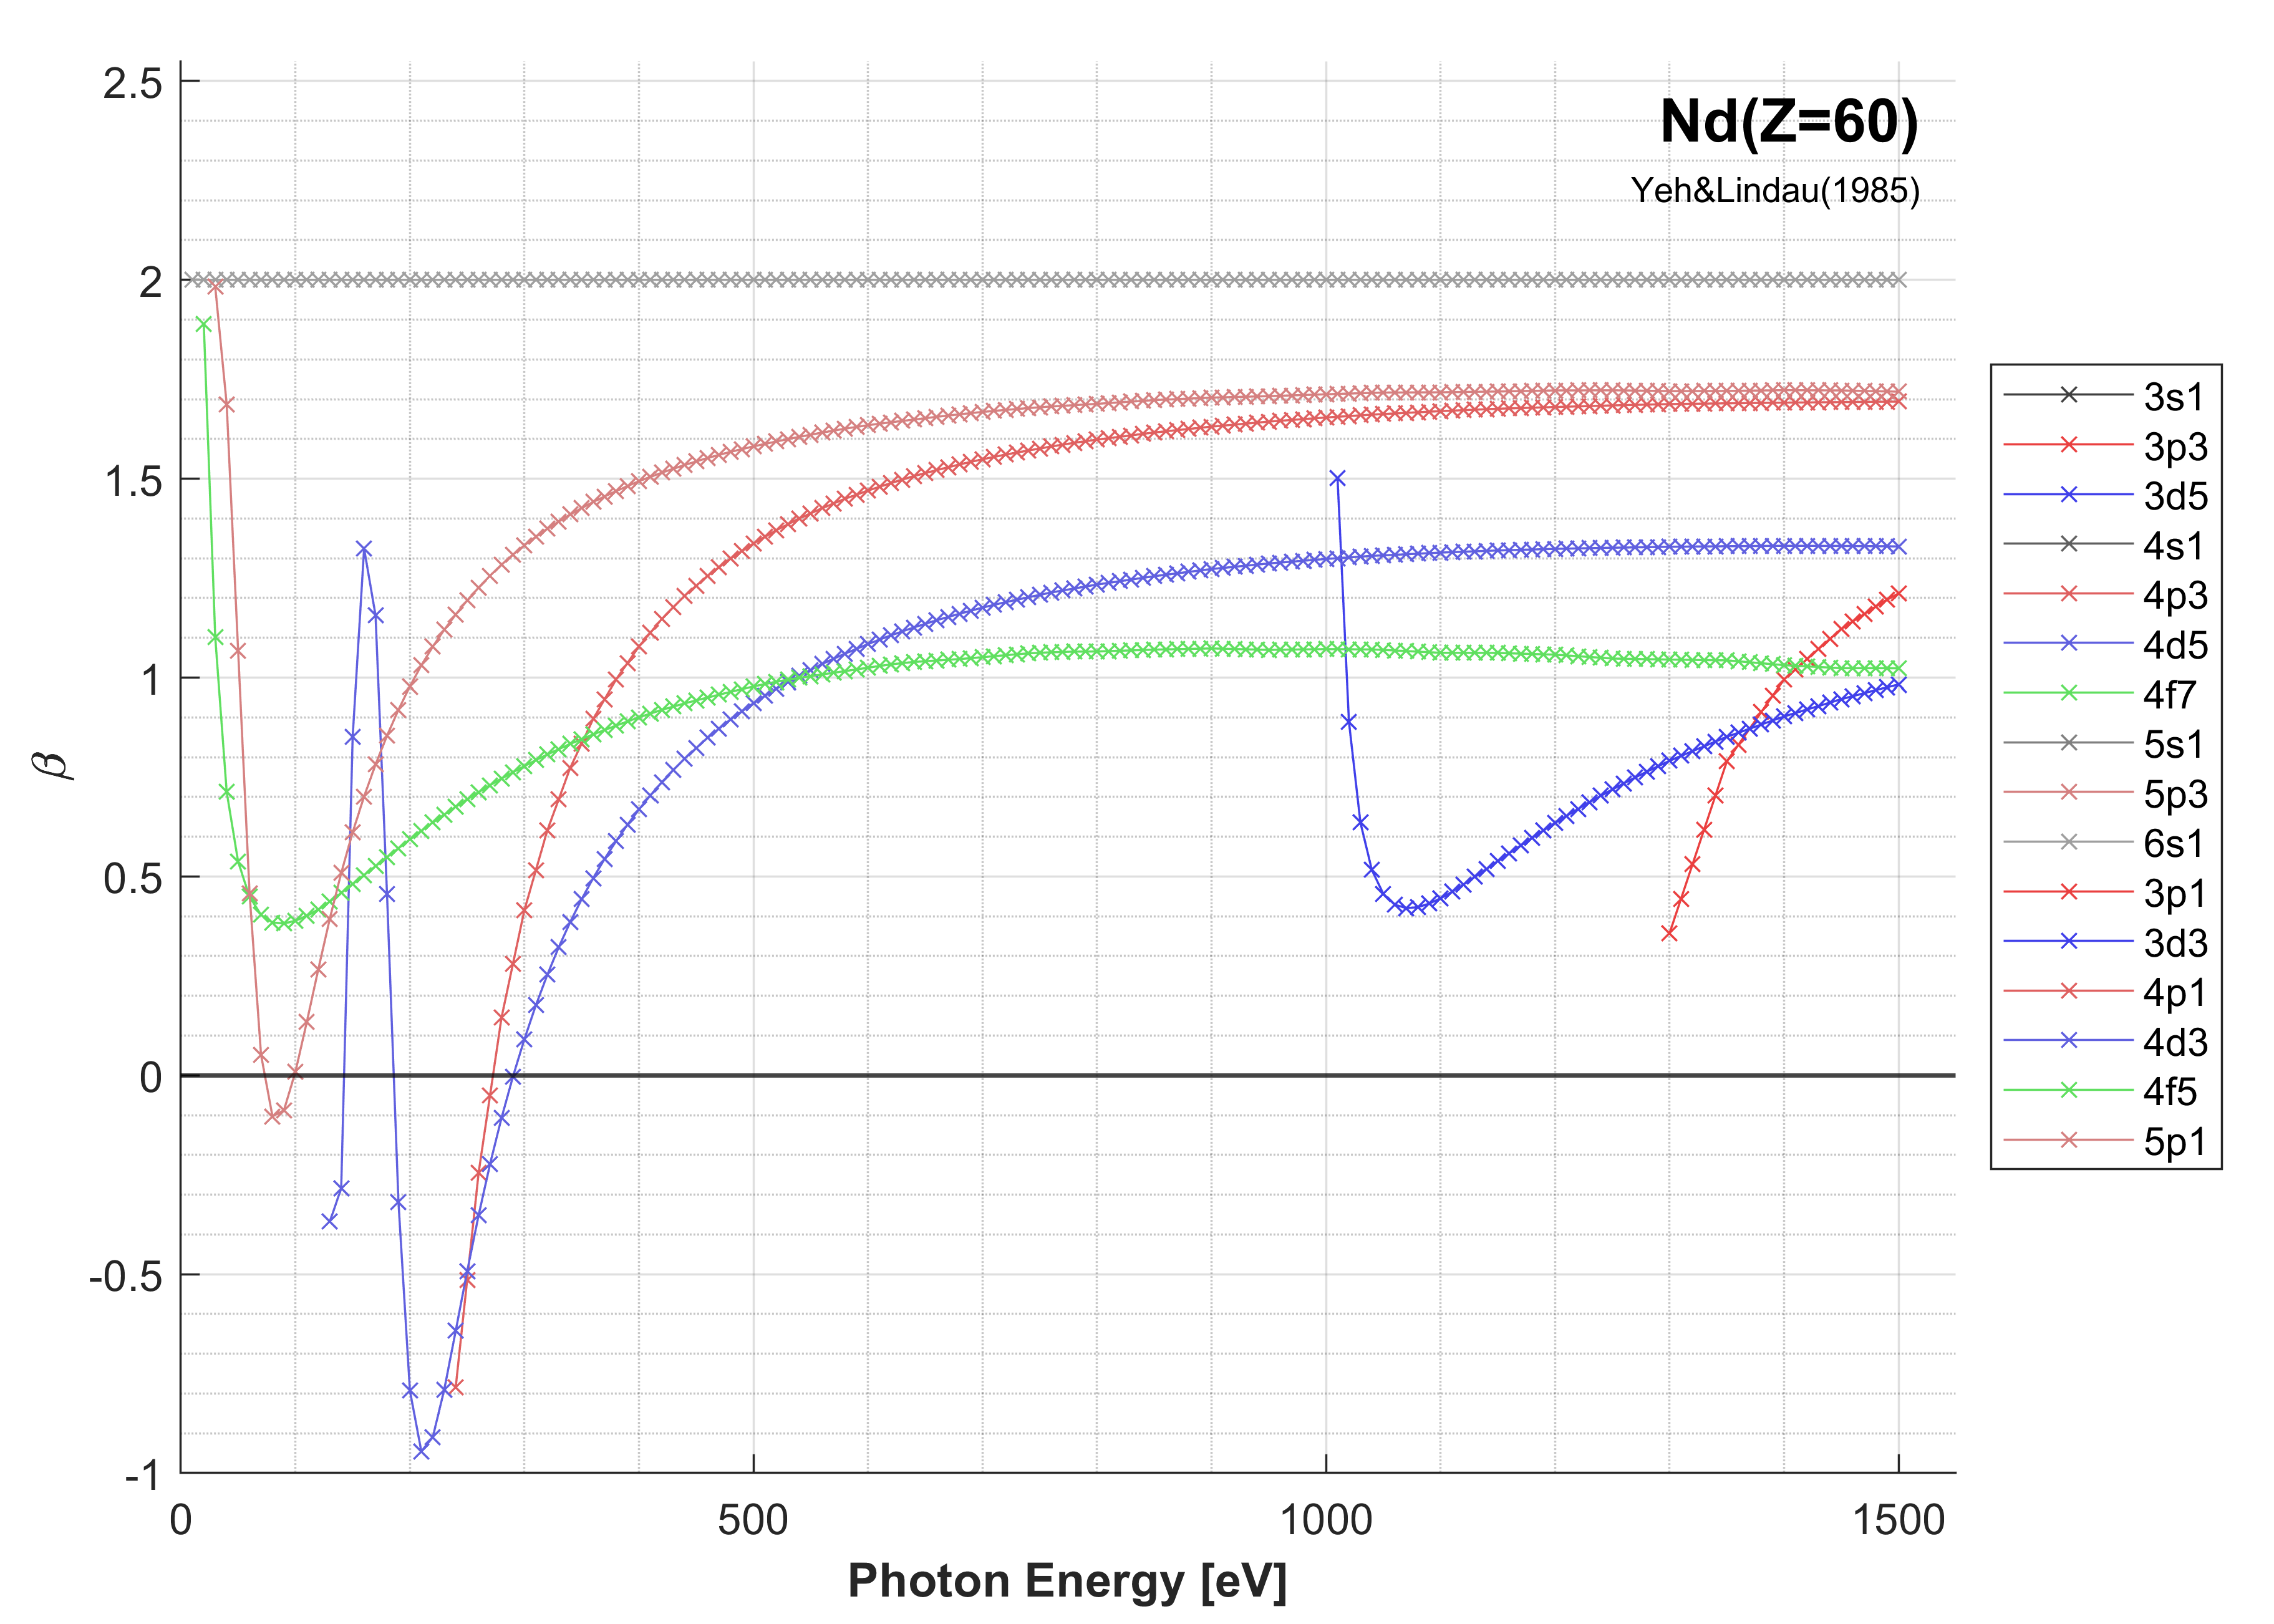 Nd(Z=60)
Yeh&Lindau(1985)
2.5
2
1.5
1
0.5
0
-0.5
-1
β
0 500 1000 1500
Photon Energy [eV]
3s1
3p3
3d5
4s1
4p3
4d5
4f7
5s1
5p3
6s1
3p1
3d3
4p1
4d3
4f5
5p1